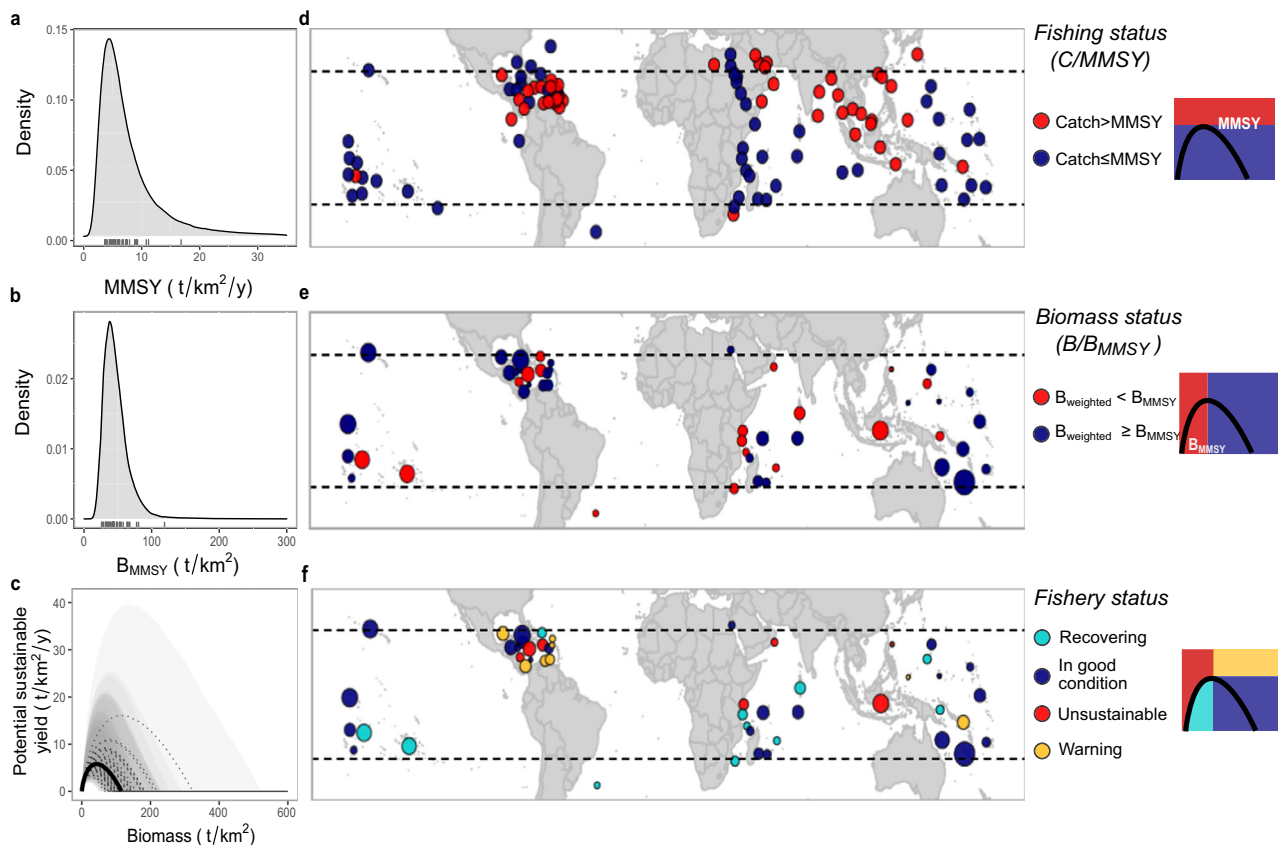 a
0.15
0.10
0.05
0.00
Density
0
10
20
30
MMSY ( t/km²/y)
b
0.02
0.01
0.00
Density
0
100
200
300
B_MMSY ( t/km²)
c
40
30
20
10
0
Potential sustainable
yield ( t/km²/y)
0
200
400
600
Biomass ( t/km²)
d
Fishing status
(C/MMSY)
Catch>MMSY
Catch≤MMSY
MMSY
e
Biomass status
(B/B_MMSY )
B_weighted < B_MMSY
B_weighted ≥ B_MMSY
B_MMSY
f
Fishery status
Recovering
In good
condition
Unsustainable
Warning